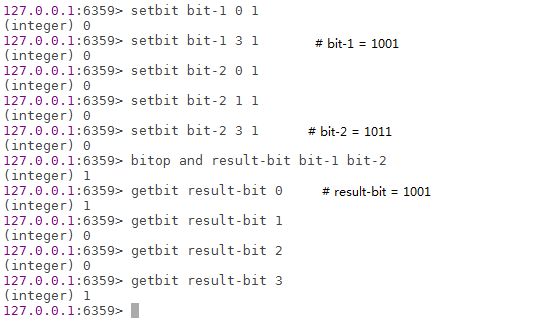 127.0.0.1:6359> setbit bit-1 0 1
(integer) 0
127.0.0.1:6359> setbit bit-1 3 1 # bit-1 = 1001
(integer) 0
127.0.0.1:6359> setbit bit-2 0 1
(integer) 0
127.0.0.1:6359> setbit bit-2 1 1
(integer) 0
127.0.0.1:6359> setbit bit-2 3 1 # bit-2 = 1011
(integer) 0
127.0.0.1:6359> bitop and result-bit bit-1 bit-2
(integer) 1
127.0.0.1:6359> getbit result-bit 0 # result-bit = 1001
(integer) 1
127.0.0.1:6359> getbit result-bit 1
(integer) 0
127.0.0.1:6359> getbit result-bit 2
(integer) 0
127.0.0.1:6359> getbit result-bit 3
(integer) 1
127.0.0.1:6359>